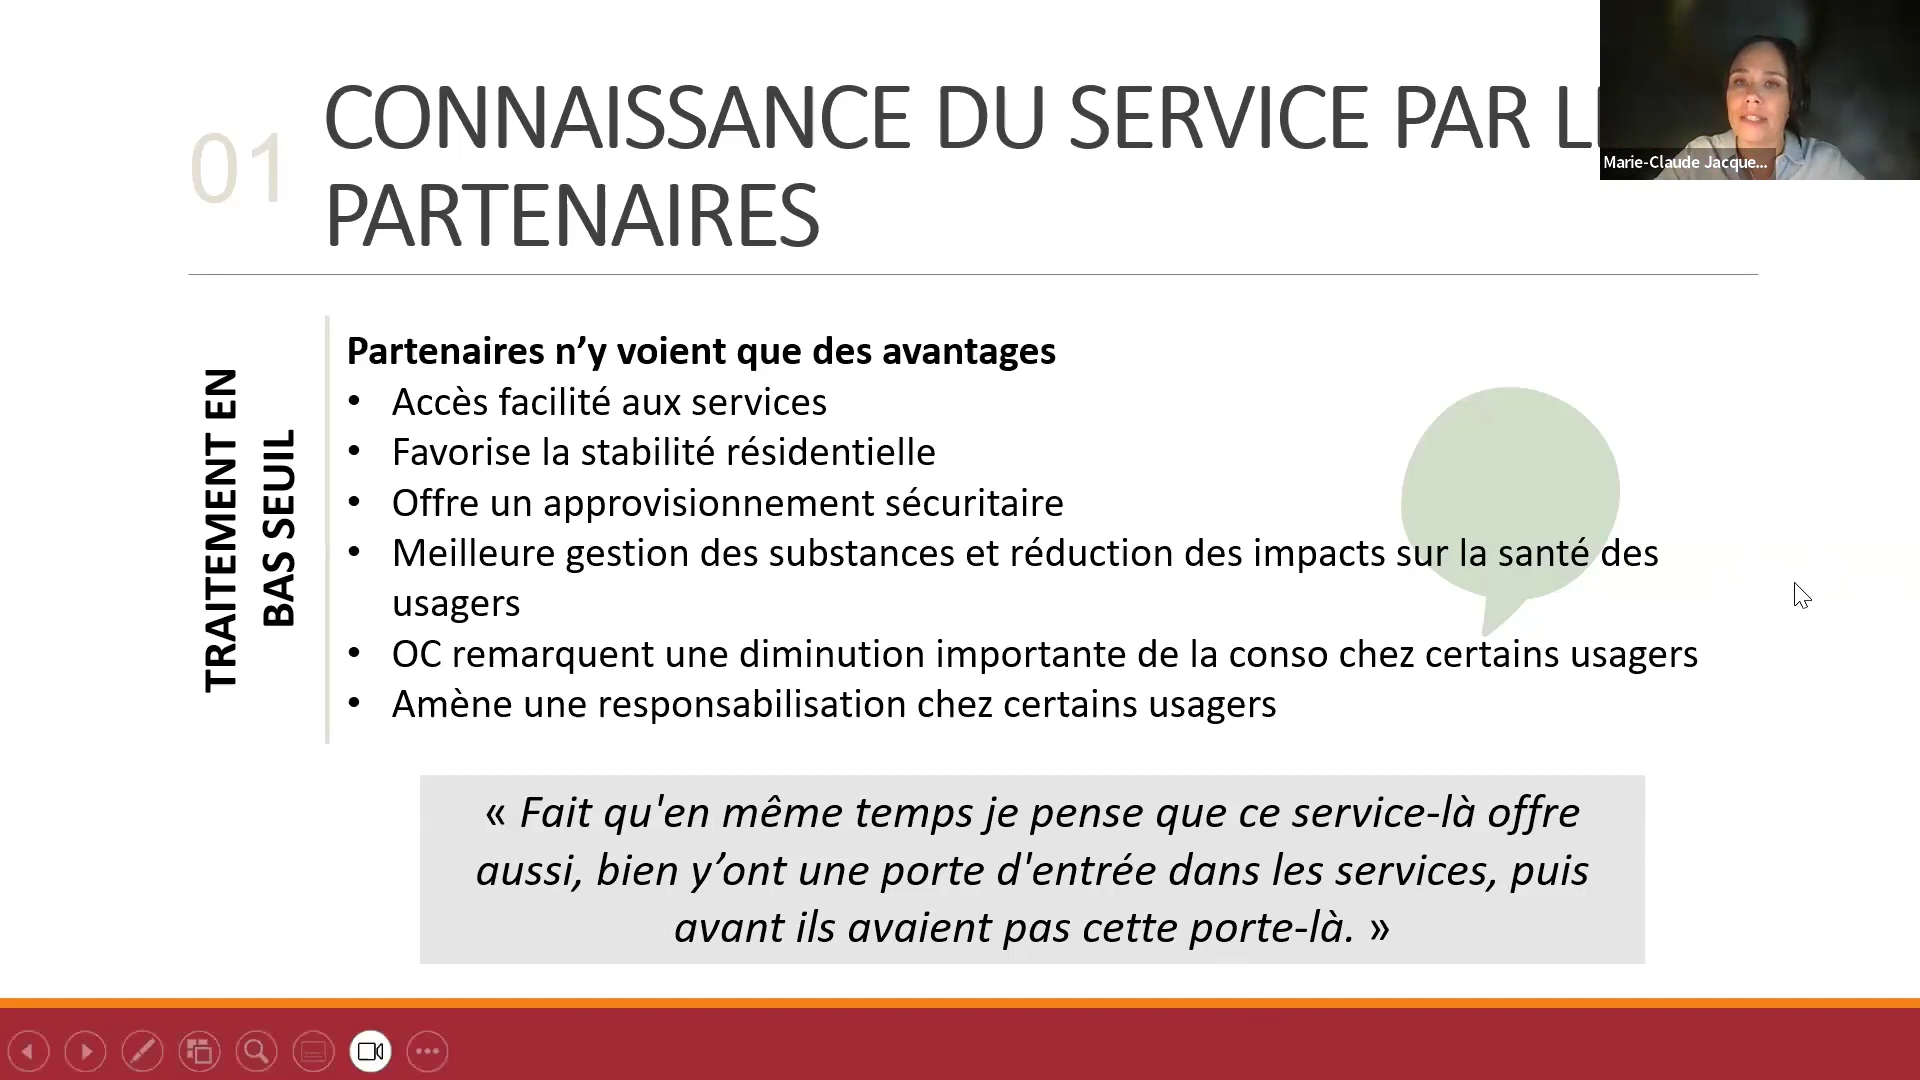 01
CONNAISSANCE DU SERVICE PAR
PARTENAIRES
Marie-Claude Jacque...
TRAITEMENT EN
BAS SEUIL
Partenaires n’y voient que des avantages
• Accès facilité aux services
• Favorise la stabilité résidentielle
• Offre un approvisionnement sécuritaire
• Meilleure gestion des substances et réduction des impacts sur la santé des
usagers
• OC remarquent une diminution importante de la conso chez certains usagers
• Amène une responsabilisation chez certains usagers
« Fait qu'en même temps je pense que ce service-là offre
aussi, bien y’ont une porte d'entrée dans les services, puis
avant ils avaient pas cette porte-là. »